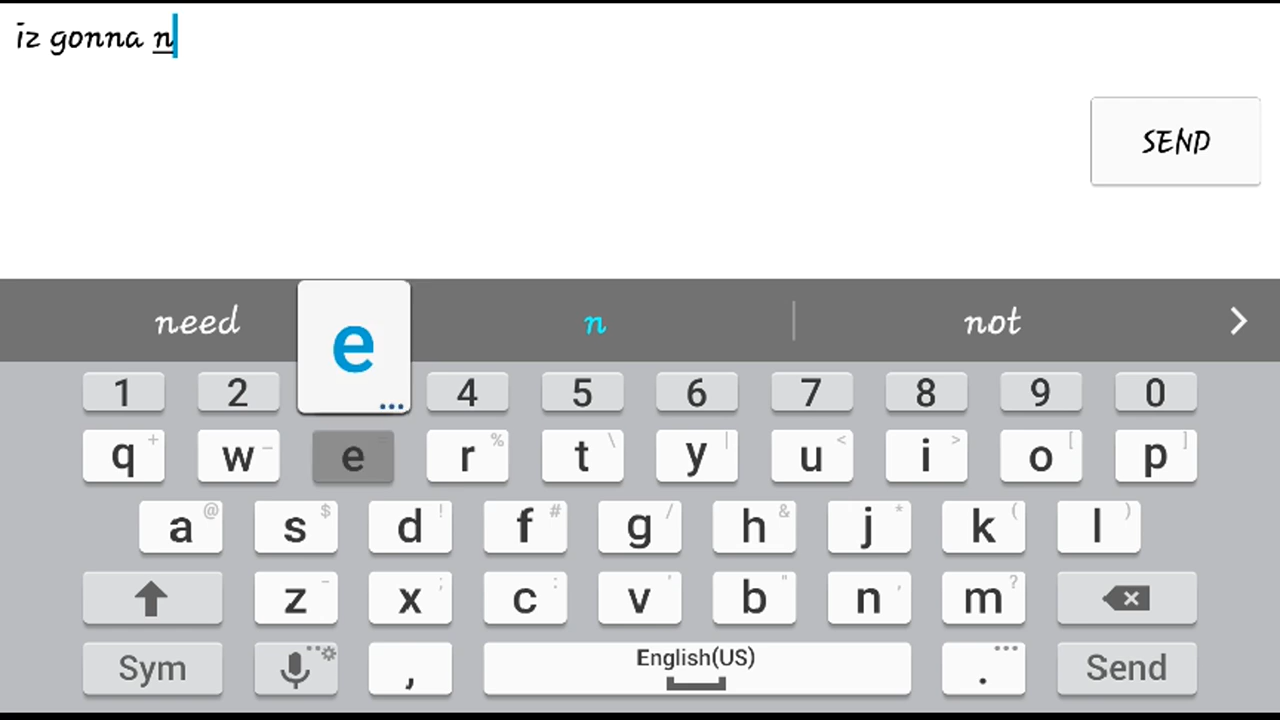 iz gonna n
SEND
need n not
e
1 2 4 5 6 7 8 9 0
q + w - e r % t \ y | u < i > o [ p ]
a @ s $ d ! f # g / h & j * k ( l )
z - x ; c : v ' b " n , m ?
Sym , English(US) . Send